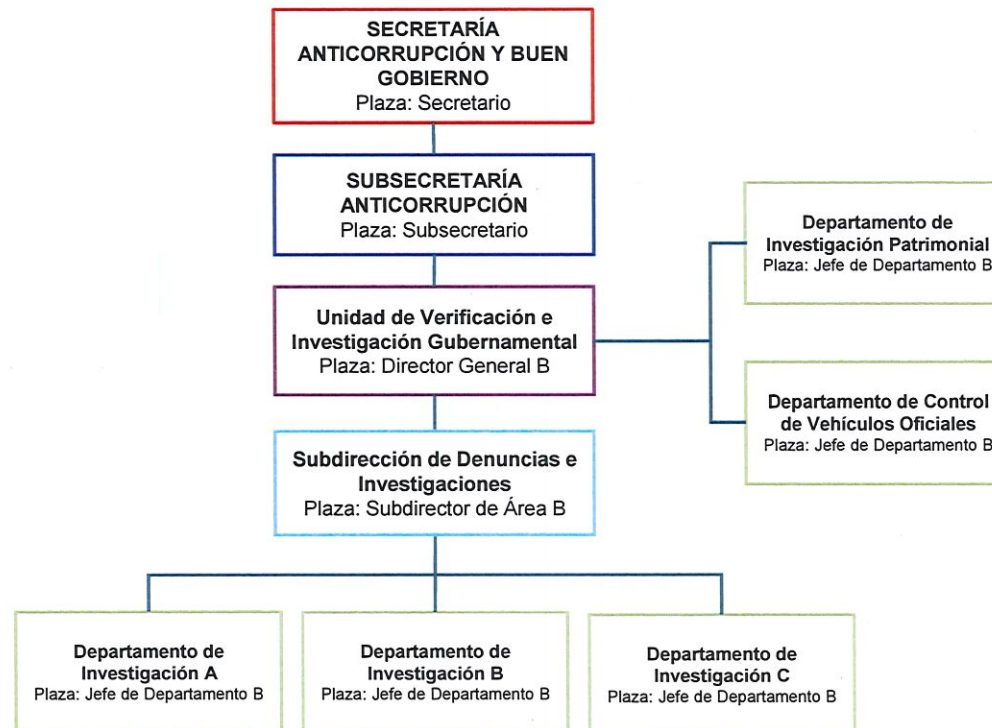 SECRETARÍA
ANTICORRUPCIÓN Y BUEN
GOBIERNO
Plaza: Secretario
SUBSECRETARÍA
ANTICORRUPCIÓN
Plaza: Subsecretario
Departamento de
Investigación Patrimonial
Plaza: Jefe de Departamento B
Unidad de Verificación e
Investigación Gubernamental
Plaza: Director General B
Departamento de Control
de Vehículos Oficiales
Plaza: Jefe de Departamento B
Subdirección de Denuncias e
Investigaciones
Plaza: Subdirector de Área B
Departamento de
Investigación A
Plaza: Jefe de Departamento B
Departamento de
Investigación B
Plaza: Jefe de Departamento B
Departamento de
Investigación C
Plaza: Jefe de Departamento B